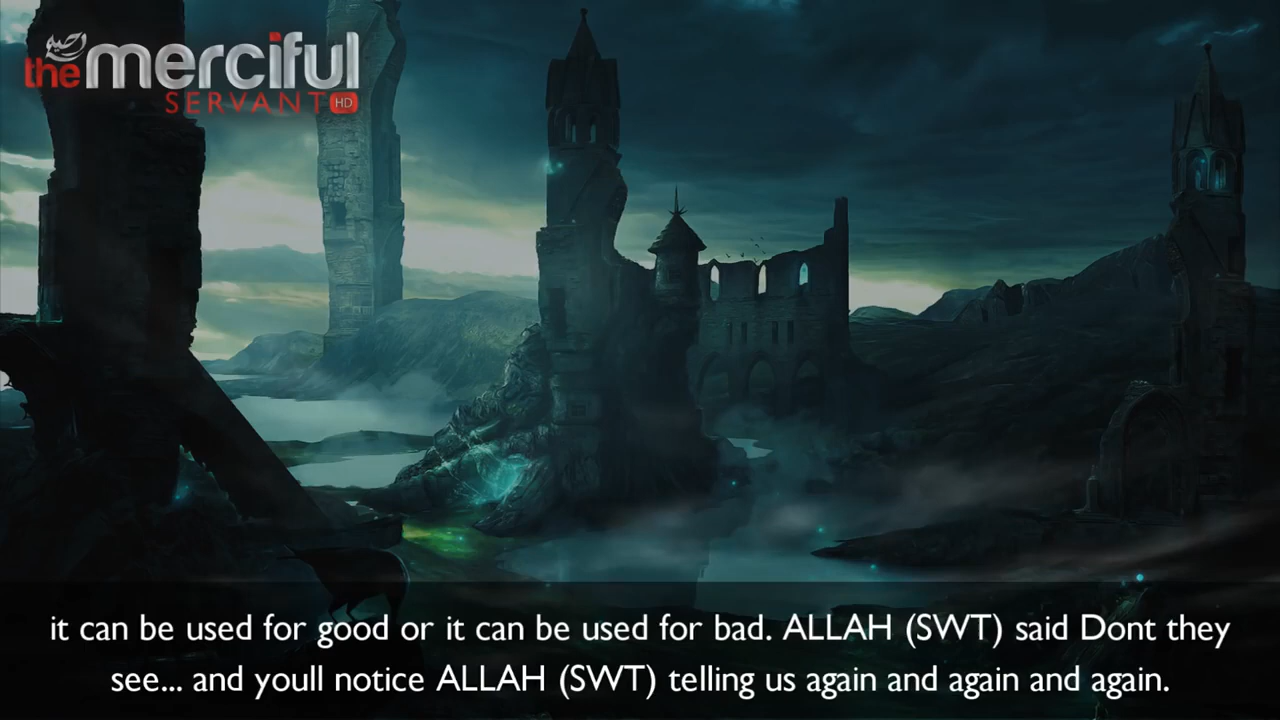 the merciful
SERVANT HD
it can be used for good or it can be used for bad. ALLAH (SWT) said Dont they
see... and youll notice ALLAH (SWT) telling us again and again and again.